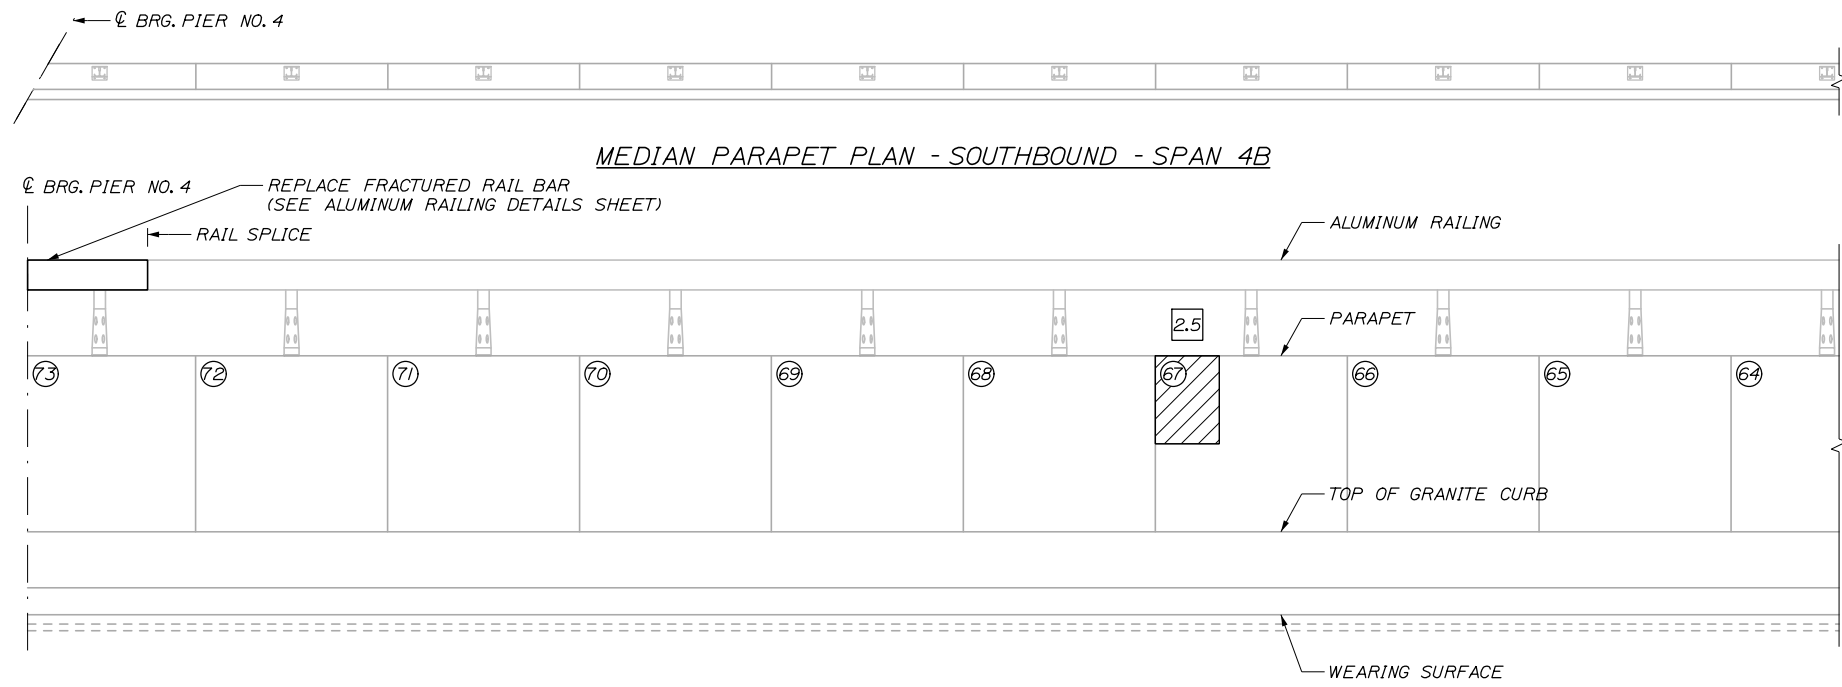 ℄ BRG. PIER NO. 4
MEDIAN PARAPET PLAN - SOUTHBOUND - SPAN 4B
℄ BRG. PIER NO. 4
REPLACE FRACTURED RAIL BAR
(SEE ALUMINUM RAILING DETAILS SHEET)
RAIL SPLICE
ALUMINUM RAILING
2.5
PARAPET
73 72 71 70 69 68 67 66 65 64
TOP OF GRANITE CURB
WEARING SURFACE